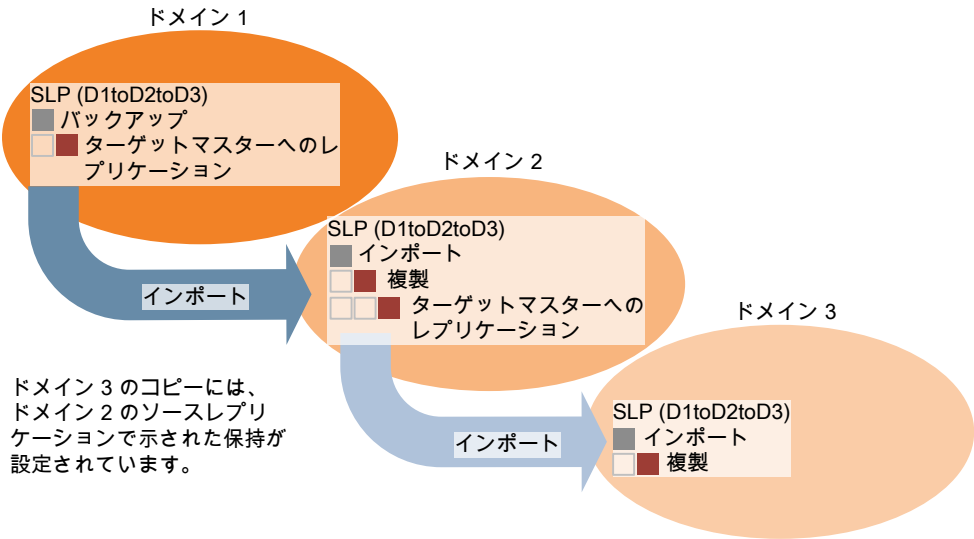 ドメイン 1
SLP (D1toD2toD3)
バックアップ
ターゲットマスターへのレ
プリケーション
インポート
ドメイン 2
SLP (D1toD2toD3)
インポート
複製
ターゲットマスターへの
レプリケーション
インポート
ドメイン 3
SLP (D1toD2toD3)
インポート
複製
ドメイン 3 のコピーには、
ドメイン 2 のソースレプリ
ケーションで示された保持が
設定されています。